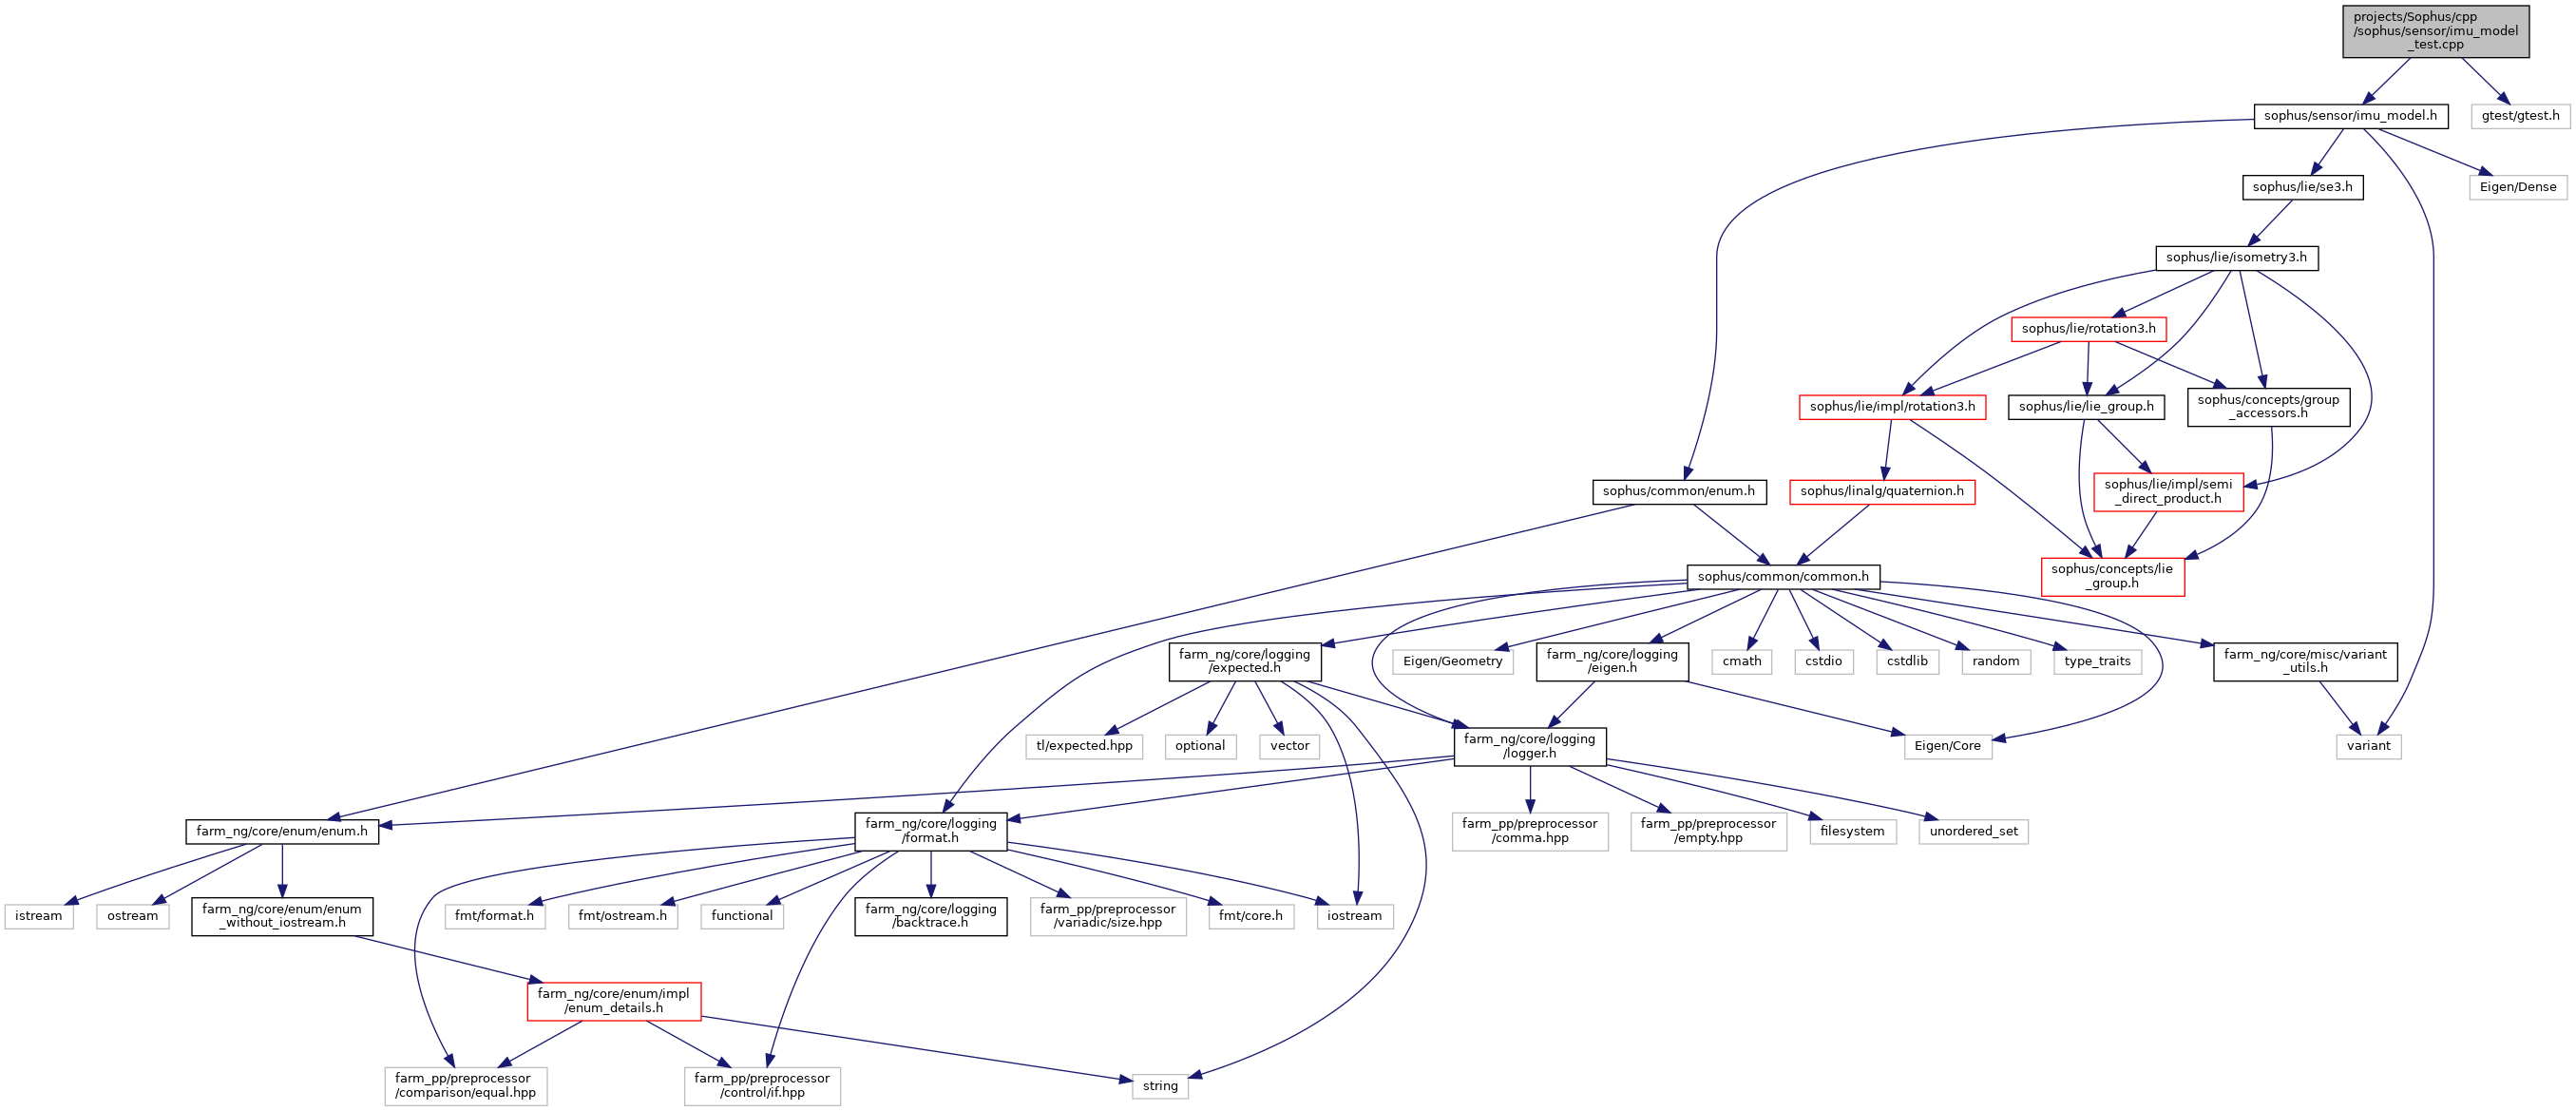 projects/Sophus/cpp
/sophus/sensor/imu_model
_test.cpp
sophus/sensor/imu_model.h
gtest/gtest.h
sophus/lie/se3.h
Eigen/Dense
sophus/lie/isometry3.h
sophus/lie/rotation3.h
sophus/lie/impl/rotation3.h
sophus/lie/lie_group.h
sophus/concepts/group
_accessors.h
sophus/common/enum.h
sophus/linalg/quaternion.h
sophus/lie/impl/semi
_direct_product.h
sophus/common/common.h
sophus/concepts/lie
_group.h
farm_ng/core/logging
/expected.h
Eigen/Geometry
farm_ng/core/logging
/eigen.h
cmath
cstdio
cstdlib
random
type_traits
farm_ng/core/misc/variant
_utils.h
tl/expected.hpp
optional
vector
farm_ng/core/logging
/logger.h
Eigen/Core
variant
farm_ng/core/enum/enum.h
farm_ng/core/logging
/format.h
farm_pp/preprocessor
/comma.hpp
farm_pp/preprocessor
/empty.hpp
filesystem
unordered_set
istream
ostream
farm_ng/core/enum/enum
_without_iostream.h
fmt/format.h
fmt/ostream.h
functional
farm_ng/core/logging
/backtrace.h
farm_pp/preprocessor
/variadic/size.hpp
fmt/core.h
iostream
farm_ng/core/enum/impl
/enum_details.h
farm_pp/preprocessor
/comparison/equal.hpp
farm_pp/preprocessor
/control/if.hpp
string